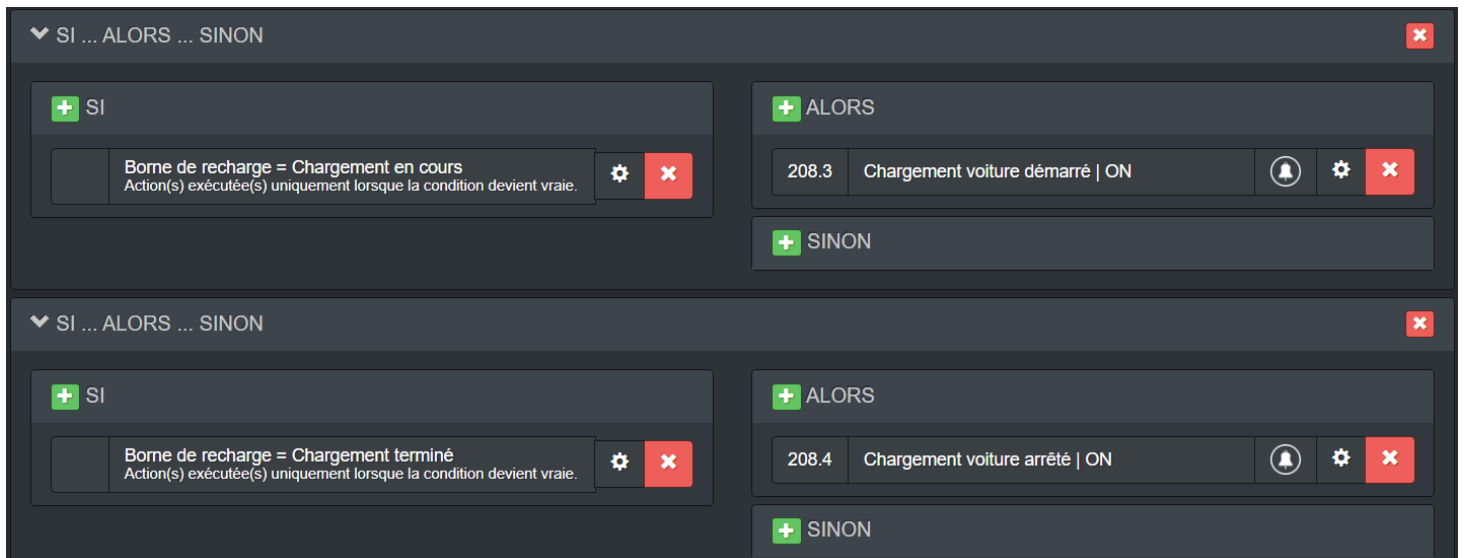 SI ... ALORS ... SINON
SI
Borne de recharge = Chargement en cours
Action(s) exécutée(s) uniquement lorsque la condition devient vraie.
ALORS
208.3 Chargement voiture démarré | ON
SINON
SI ... ALORS ... SINON
SI
Borne de recharge = Chargement terminé
Action(s) exécutée(s) uniquement lorsque la condition devient vraie.
ALORS
208.4 Chargement voiture arrêté | ON
SINON